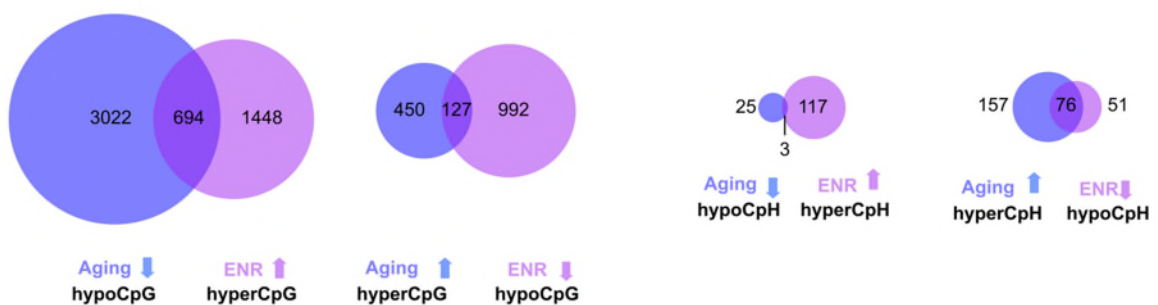 3022 694 1448
450 127 992
25 117
3
157 76 51
Aging ENR
hypoCpG hyperCpG
Aging ENR
hyperCpG hypoCpG
Aging ENR
hypoCpH hyperCpH
Aging ENR
hyperCpH hypoCpH